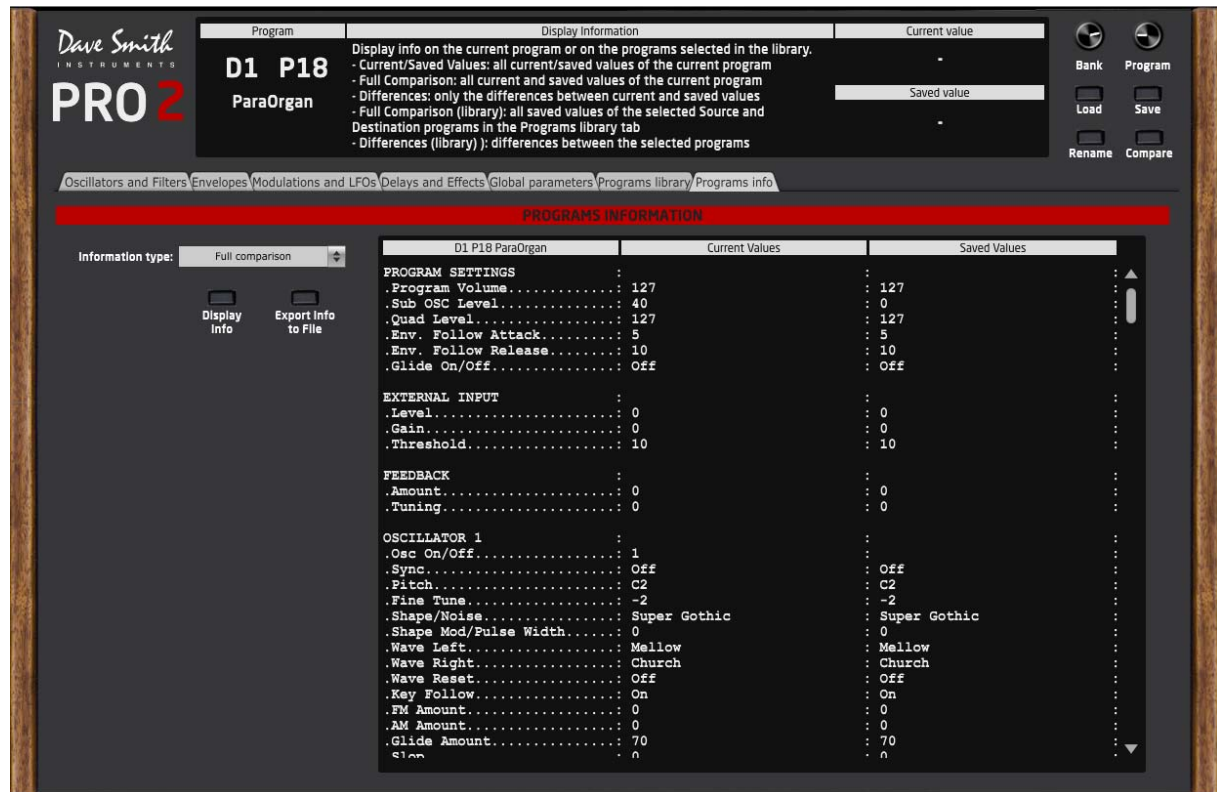 Dave Smith
INSTRUMENTS
PRO 2
Program
D1 P18
ParaOrgan
Display Information
Display info on the current program or on the programs selected in the library.
- Current/Saved Values: all current/saved values of the current program
- Full Comparison: all current and saved values of the current program
- Differences: only the differences between current and saved values
- Full Comparison (library): all saved values of the selected Source and
Destination programs in the Programs library tab
- Differences (library) ): differences between the selected programs
Current value
-
Saved value
-
Bank Program
Load Save
Rename Compare
Oscillators and Filters Envelopes Modulations and LFOs Delays and Effects Global parameters Programs library Programs info
PROGRAMS INFORMATION
Information type: Full comparison
Display Info
Export Info to File
D1 P18 ParaOrgan Current Values Saved Values
PROGRAM SETTINGS : : :
.Program Volume.............: 127 : 127 :
.Sub OSC Level..............: 40 : 0 :
.Quad Level.................: 127 : 127 :
.Env. Follow Attack.........: 5 : 5 :
.Env. Follow Release........: 10 : 10 :
.Glide On/Off...............: Off : Off :
EXTERNAL INPUT : : :
.Level......................: 0 : 0 :
.Gain.......................: 0 : 0 :
.Threshold..................: 10 : 10 :
FEEDBACK : : :
.Amount.....................: 0 : 0 :
.Tuning.....................: 0 : 0 :
OSCILLATOR 1 : : :
.Osc On/Off.................: 1 : :
.Sync.......................: Off : Off :
.Pitch......................: C2 : C2 :
.Fine Tune..................: -2 : -2 :
.Shape/Noise................: Super Gothic : Super Gothic :
.Shape Mod/Pulse Width......: 0 : 0 :
.Wave Left..................: Mellow : Mellow :
.Wave Right.................: Church : Church :
.Wave Reset.................: Off : Off :
.Key Follow.................: On : On :
.FM Amount..................: 0 : 0 :
.AM Amount..................: 0 : 0 :
.Glide Amount...............: 70 : 70 :
.Slop : 0 : 0 :